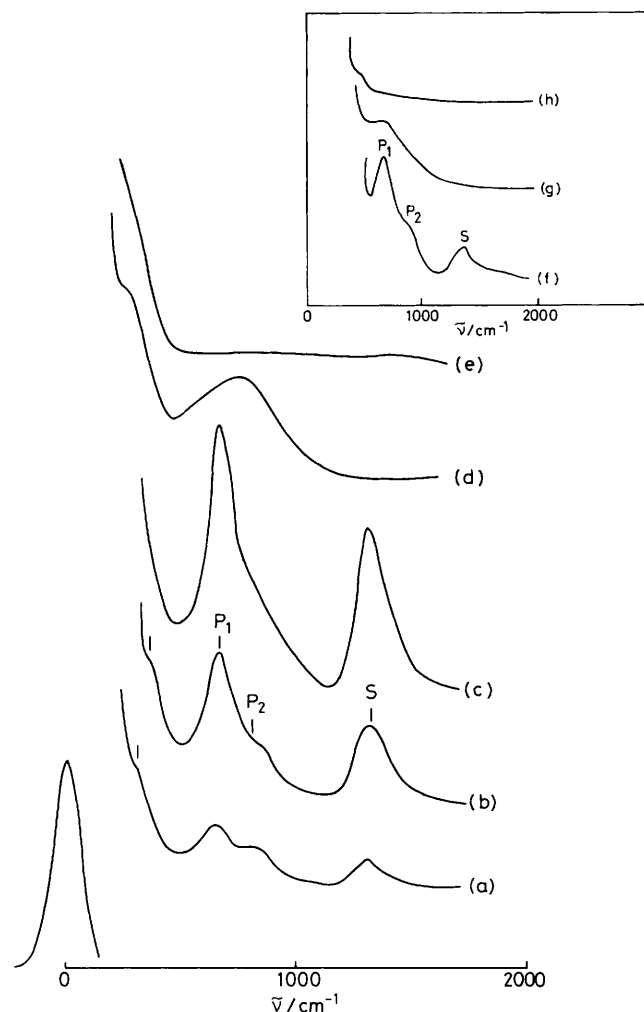 (h)
(g)
P₁
P₂
S
(f)
0 1000 2000
ṽ/cm⁻¹
(e)
(d)
(c)
P₁
P₂
S
(b)
(a)
0 1000 2000
ṽ/cm⁻¹